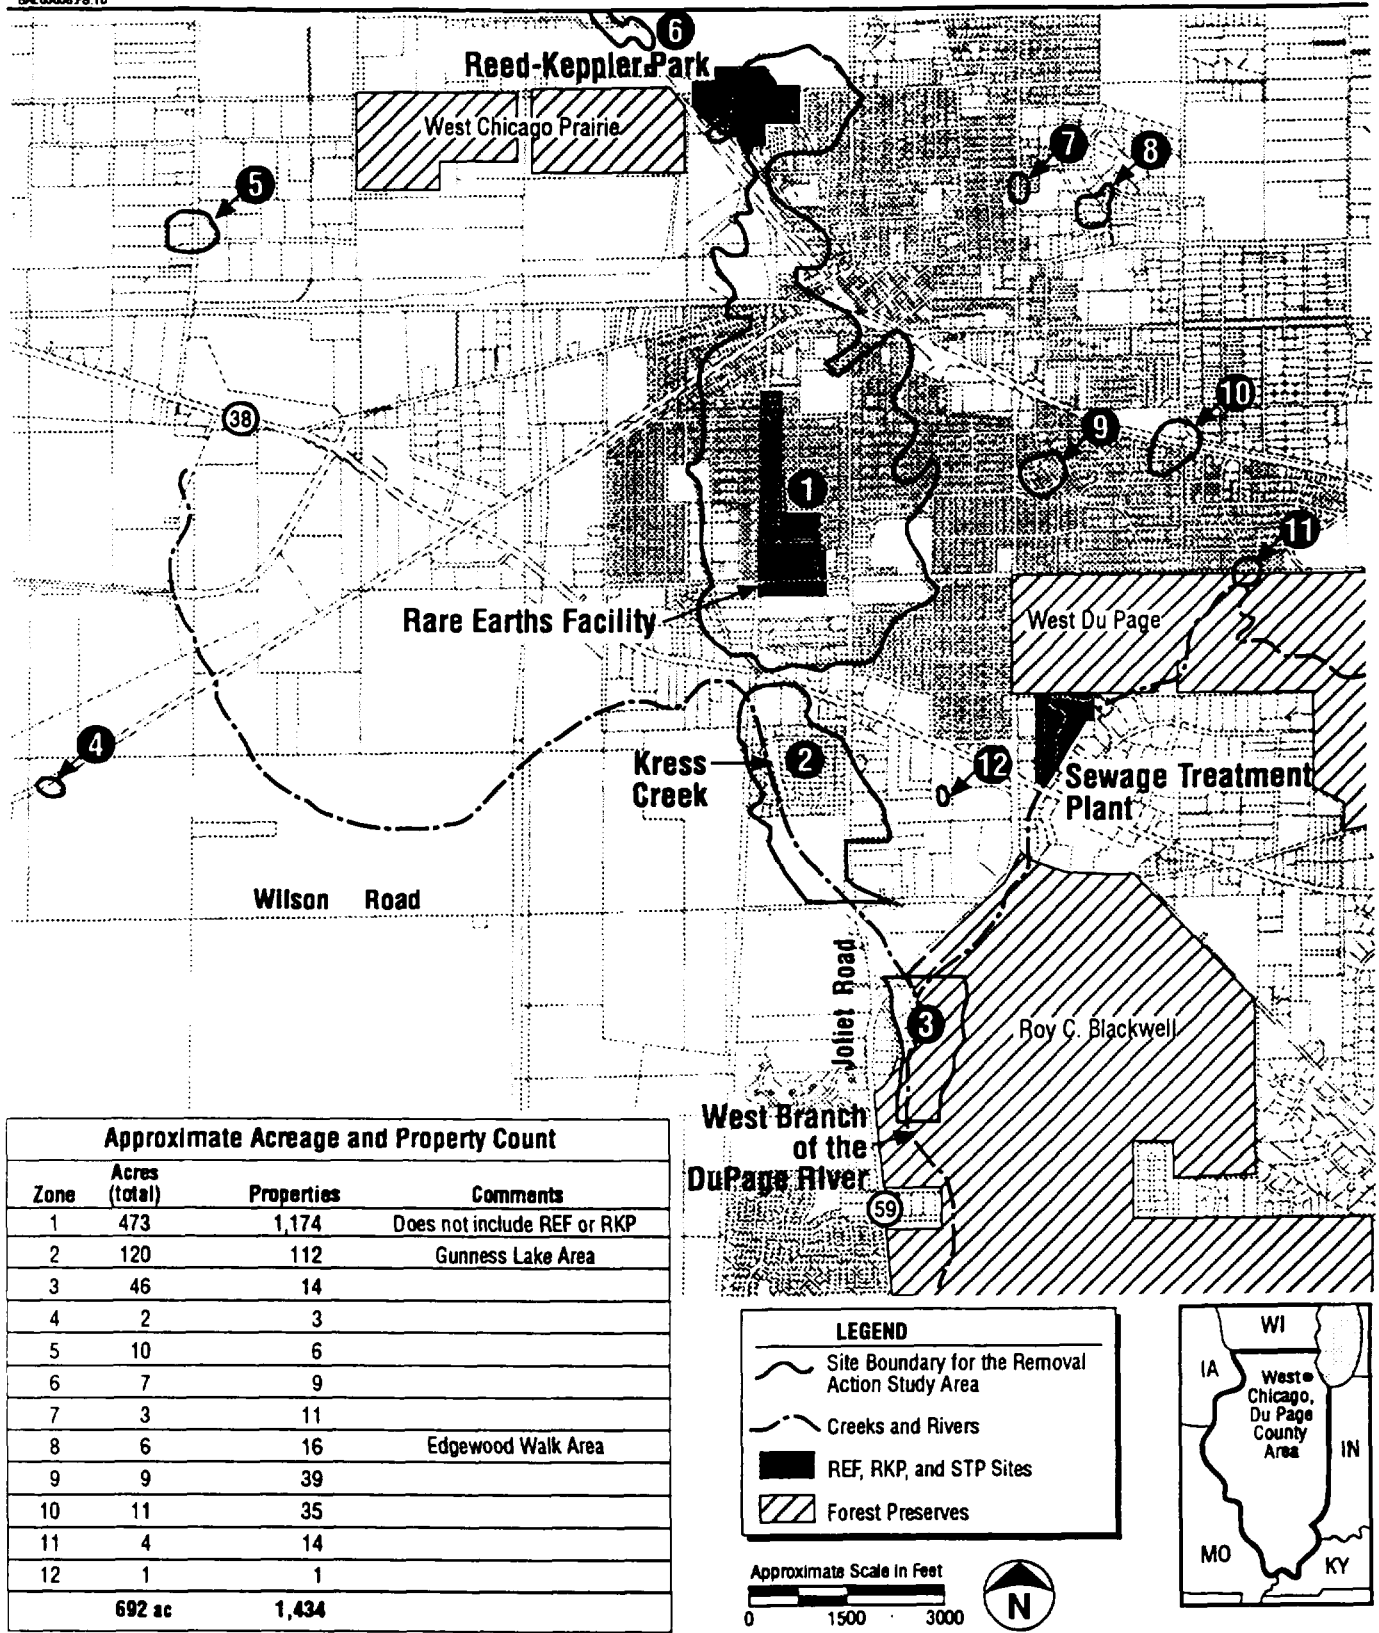 6
Reed-Keppler Park
West Chicago Prairie
7
8
5
38
10
9
1
11
Rare Earths Facility
West Du Page
4
Kress
Creek
2
12
Sewage Treatment
Plant
Wilson Road
Joliet Road
3
Roy C. Blackwell
West Branch
of the
DuPage River
59
Approximate Acreage and Property Count
Zone Acres (total) Properties Comments
1 473 1,174 Does not include REF or RKP
2 120 112 Gunness Lake Area
3 46 14
4 2 3
5 10 6
6 7 9
7 3 11
8 6 16 Edgewood Walk Area
9 9 39
10 11 35
11 4 14
12 1 1
692 ac 1,434
LEGEND
Site Boundary for the Removal
Action Study Area
Creeks and Rivers
REF, RKP, and STP Sites
Forest Preserves
Approximate Scale in Feet
0 1500 3000
N
WI
IA
West
Chicago,
Du Page
County
Area
IN
MO
KY